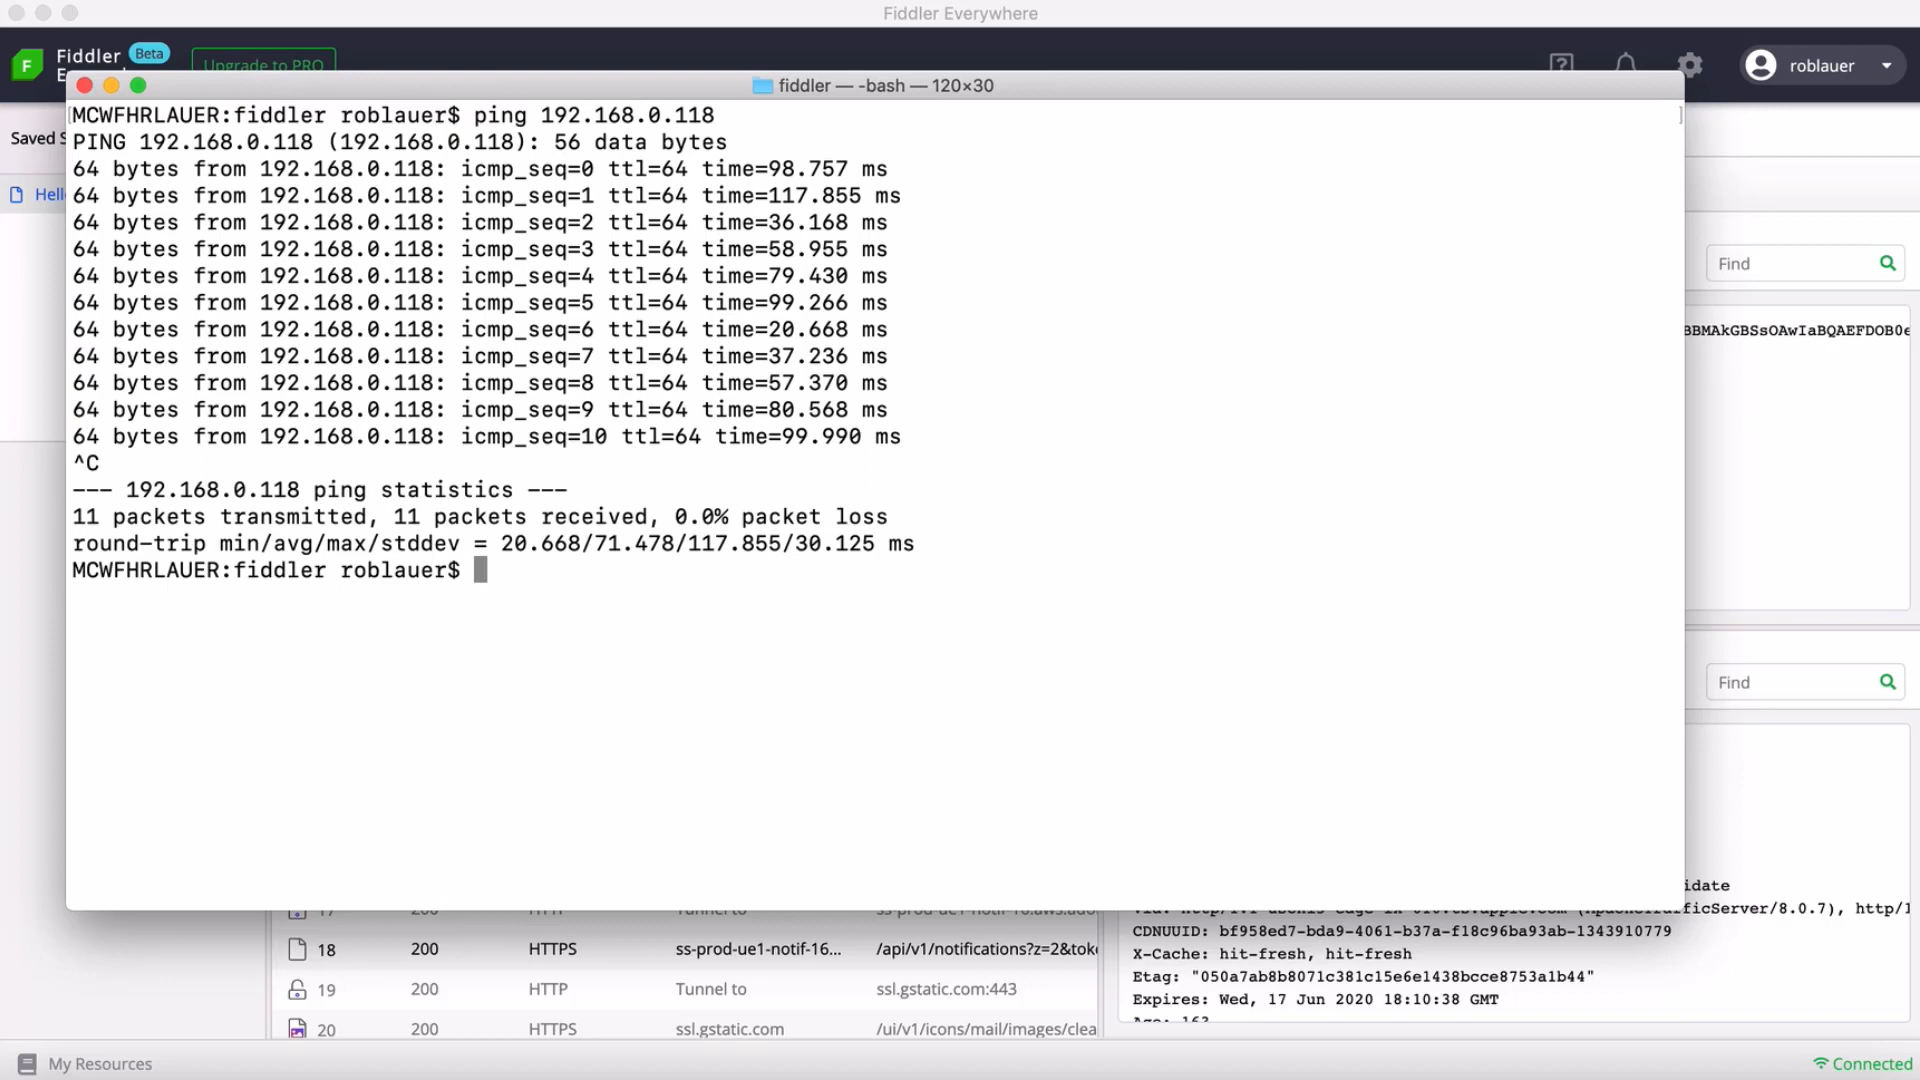 Fiddler Everywhere
Fiddler Beta
Upgrade to PRO
roblauer
fiddler — -bash — 120×30
MCWFHRLAUER:fiddler roblauer$ ping 192.168.0.118
PING 192.168.0.118 (192.168.0.118): 56 data bytes
64 bytes from 192.168.0.118: icmp_seq=0 ttl=64 time=98.757 ms
64 bytes from 192.168.0.118: icmp_seq=1 ttl=64 time=117.855 ms
64 bytes from 192.168.0.118: icmp_seq=2 ttl=64 time=36.168 ms
64 bytes from 192.168.0.118: icmp_seq=3 ttl=64 time=58.955 ms
64 bytes from 192.168.0.118: icmp_seq=4 ttl=64 time=79.430 ms
64 bytes from 192.168.0.118: icmp_seq=5 ttl=64 time=99.266 ms
64 bytes from 192.168.0.118: icmp_seq=6 ttl=64 time=20.668 ms
64 bytes from 192.168.0.118: icmp_seq=7 ttl=64 time=37.236 ms
64 bytes from 192.168.0.118: icmp_seq=8 ttl=64 time=57.370 ms
64 bytes from 192.168.0.118: icmp_seq=9 ttl=64 time=80.568 ms
64 bytes from 192.168.0.118: icmp_seq=10 ttl=64 time=99.990 ms
^C
--- 192.168.0.118 ping statistics ---
11 packets transmitted, 11 packets received, 0.0% packet loss
round-trip min/avg/max/stddev = 20.668/71.478/117.855/30.125 ms
MCWFHRLAUER:fiddler roblauer$
Saved S
Hell
Find
BBMAkGBSsOAwIaBQAEFDOB0e
Find
18 200 HTTPS ss-prod-ue1-notif-16... /api/v1/notifications?z=2&tok
19 200 HTTP Tunnel to ssl.gstatic.com:443
20 200 HTTPS ssl.gstatic.com /ui/v1/icons/mail/images/clea
idate
(ApacheTrafficServer/8.0.7), http/1
CDNUUID: bf958ed7-bda9-4061-b37a-f18c96ba93ab-1343910779
X-Cache: hit-fresh, hit-fresh
Etag: "050a7ab8b8071c381c15e6e1438bcce8753a1b44"
Expires: Wed, 17 Jun 2020 18:10:38 GMT
My Resources
Connected